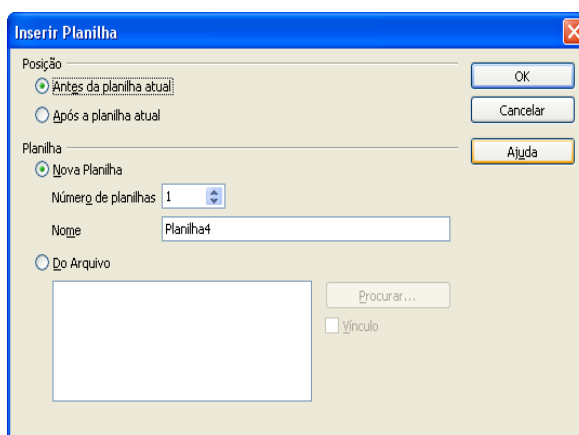 Inserir Planilha
Posição
Antes da planilha atual
Após a planilha atual
OK
Cancelar
Ajuda
Planilha
Nova Planilha
Número de planilhas 1
Nome Planilha4
Do Arquivo
Procurar...
Vínculo